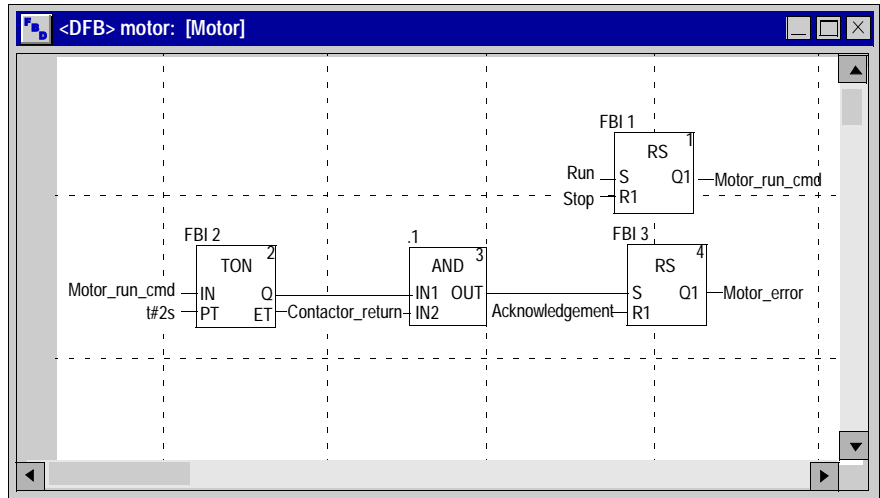 FBD <DFB> motor: [Motor]
FBI 1
1
RS
Run S Q1 Motor_run_cmd
Stop R1
FBI 2 .1 FBI 3
2 3 4
TON AND RS
Motor_run_cmd IN Q IN1 OUT S Q1 Motor_error
t#2s PT ET Contactor_return IN2 Acknowledgement R1